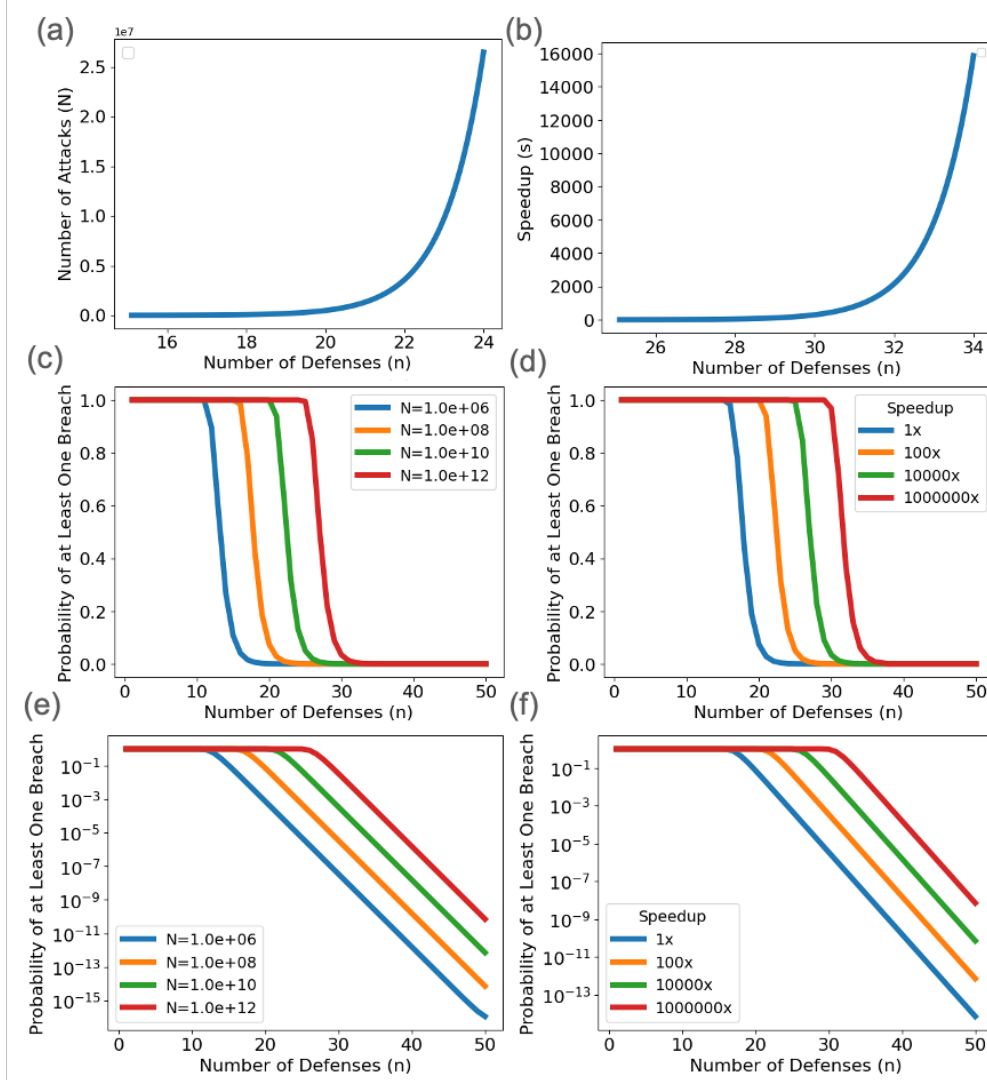 (a)
1e7
Number of Attacks (N)
2.5
2.0
1.5
1.0
0.5
0.0
16
18
20
22
24
Number of Defenses (n)
(b)
Speedup (s)
16000
14000
12000
10000
8000
6000
4000
2000
0
26
28
30
32
34
Number of Defenses (n)
(c)
Probability of at Least One Breach
1.0
0.8
0.6
0.4
0.2
0.0
N=1.0e+06
N=1.0e+08
N=1.0e+10
N=1.0e+12
0
10
20
30
40
50
Number of Defenses (n)
(d)
Probability of at Least One Breach
1.0
0.8
0.6
0.4
0.2
0.0
Speedup
1x
100x
10000x
1000000x
0
10
20
30
40
50
Number of Defenses (n)
(e)
Probability of at Least One Breach
10⁻¹
10⁻³
10⁻⁵
10⁻⁷
10⁻⁹
10⁻¹¹
10⁻¹³
10⁻¹⁵
N=1.0e+06
N=1.0e+08
N=1.0e+10
N=1.0e+12
0
10
20
30
40
50
Number of Defenses (n)
(f)
Probability of at Least One Breach
10⁻¹
10⁻³
10⁻⁵
10⁻⁷
10⁻⁹
10⁻¹¹
10⁻¹³
Speedup
1x
100x
10000x
1000000x
0
10
20
30
40
50
Number of Defenses (n)